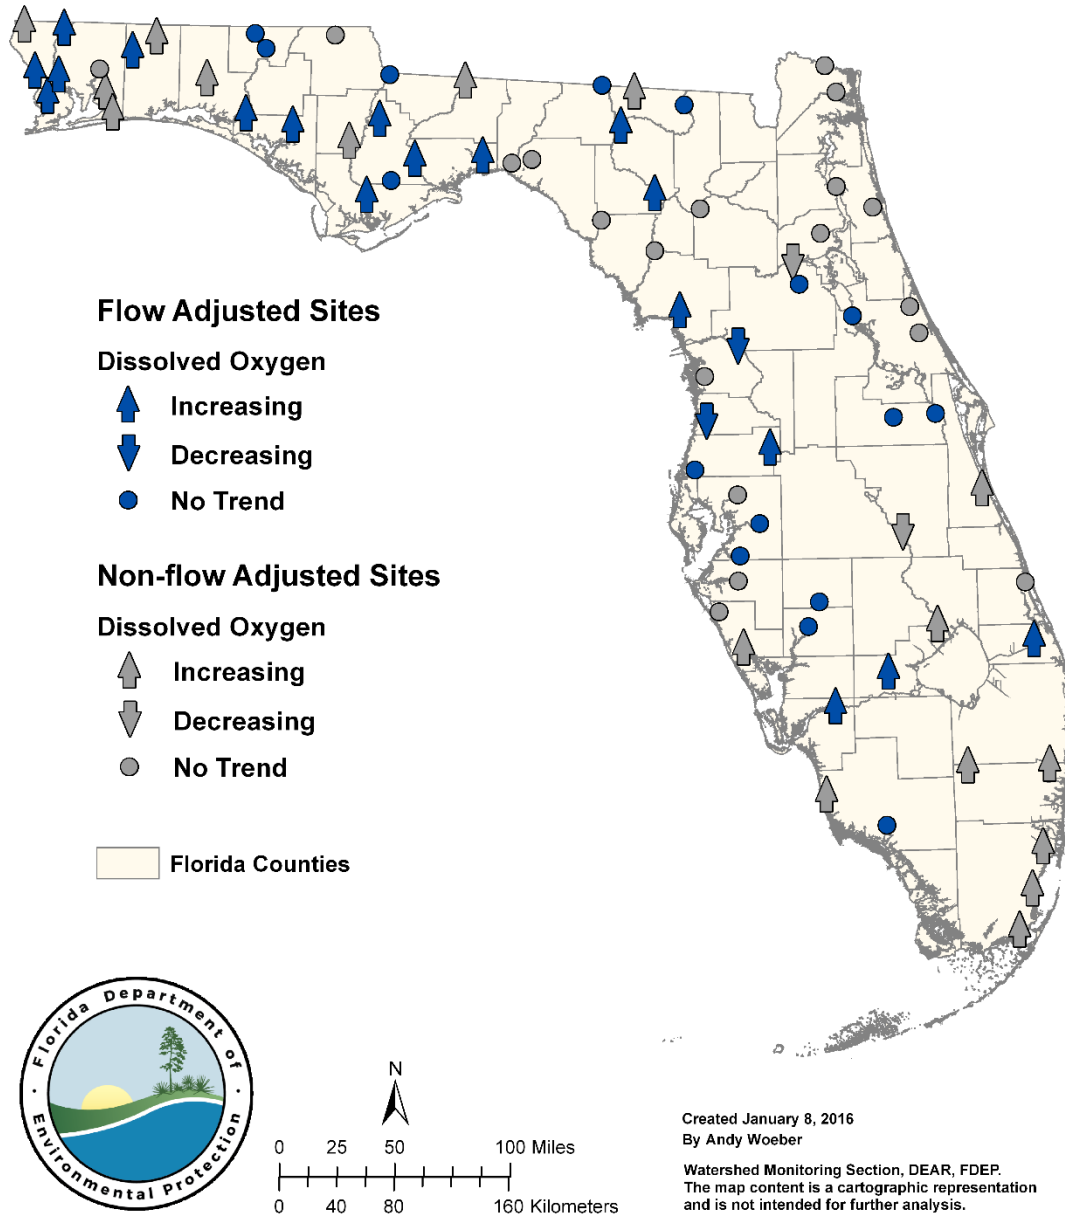 Flow Adjusted Sites
Dissolved Oxygen
Increasing
Decreasing
No Trend
Non-flow Adjusted Sites
Dissolved Oxygen
Increasing
Decreasing
No Trend
Florida Counties
Florida Department of
Environmental Protection
N
0 25 50 100 Miles
0 40 80 160 Kilometers
Created January 8, 2016
By Andy Woeber
Watershed Monitoring Section, DEAR, FDEP.
The map content is a cartographic representation
and is not intended for further analysis.